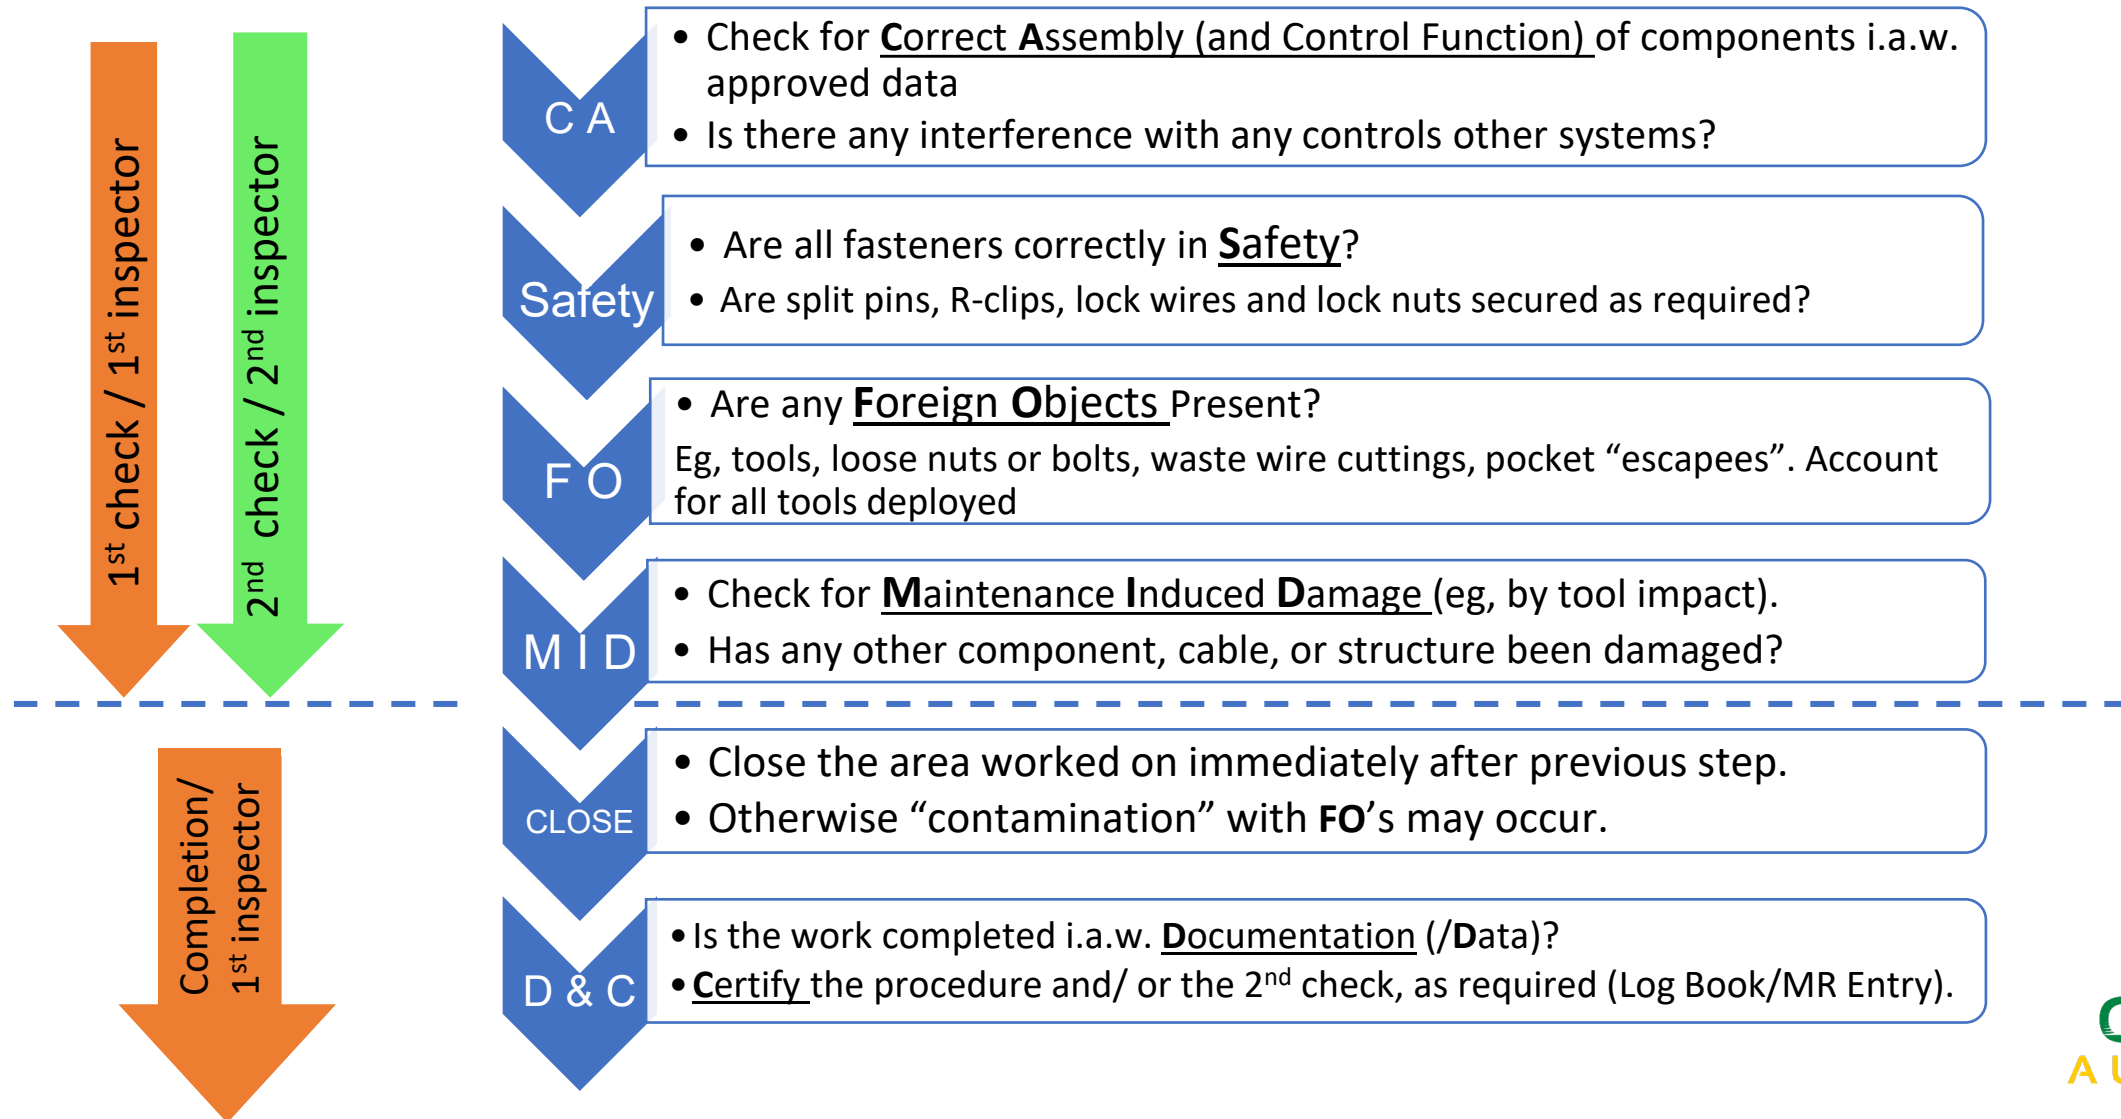 1st check / 1st inspector
2nd check / 2nd inspector
C A
• Check for Correct Assembly (and Control Function) of components i.a.w.
approved data
• Is there any interference with any controls other systems?
Safety
• Are all fasteners correctly in Safety?
• Are split pins, R-clips, lock wires and lock nuts secured as required?
F O
• Are any Foreign Objects Present?
Eg, tools, loose nuts or bolts, waste wire cuttings, pocket “escapees”. Account
for all tools deployed
M I D
• Check for Maintenance Induced Damage (eg, by tool impact).
• Has any other component, cable, or structure been damaged?
Completion/
1st inspector
CLOSE
• Close the area worked on immediately after previous step.
• Otherwise “contamination” with FO’s may occur.
D & C
• Is the work completed i.a.w. Documentation (/Data)?
• Certify the procedure and/ or the 2nd check, as required (Log Book/MR Entry).